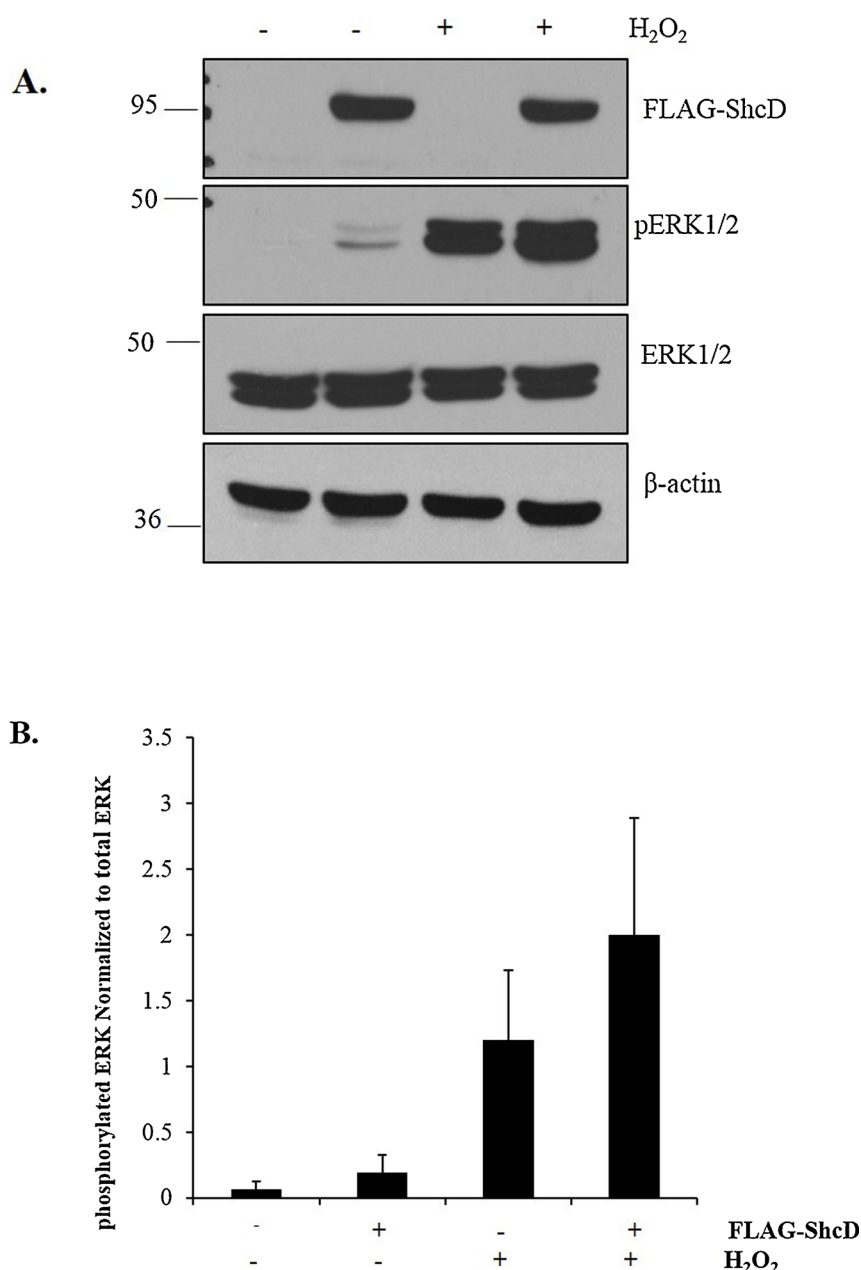 - - + + H₂O₂
A.
95 FLAG-ShcD
50 pERK1/2
50 ERK1/2
β-actin
36
B.
phosphorylated ERK Normalized to total ERK
3.5
3
2.5
2
1.5
1
0.5
0
- + - + FLAG-ShcD
- - + + H₂O₂